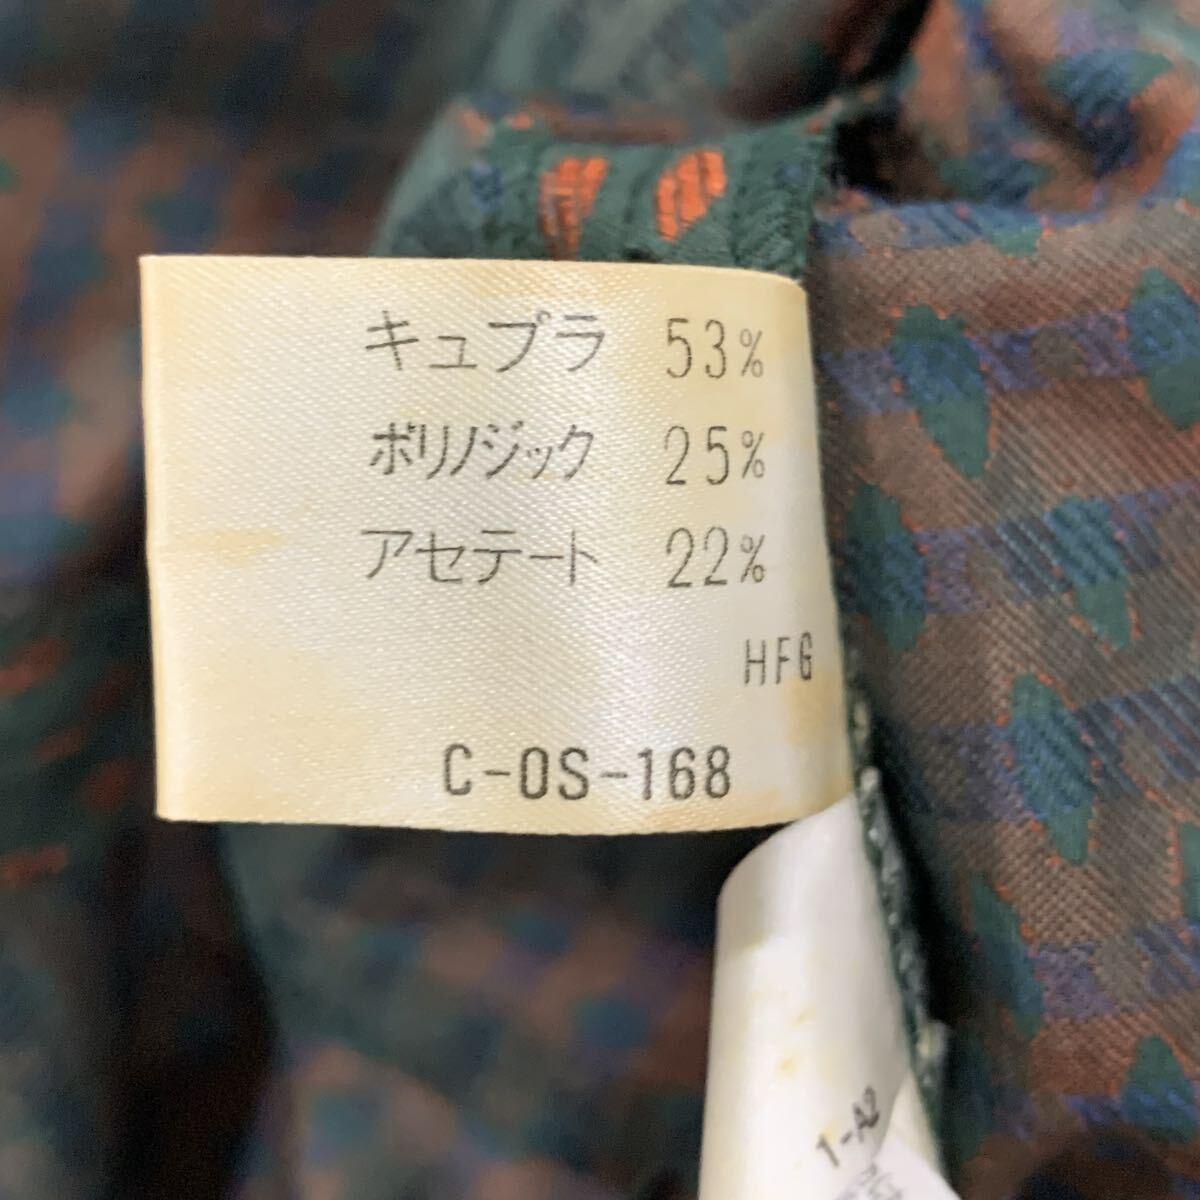 キュプラ 53%
ポリノジック 25%
アセテート 22%
HFG
C-OS-168
1-A2